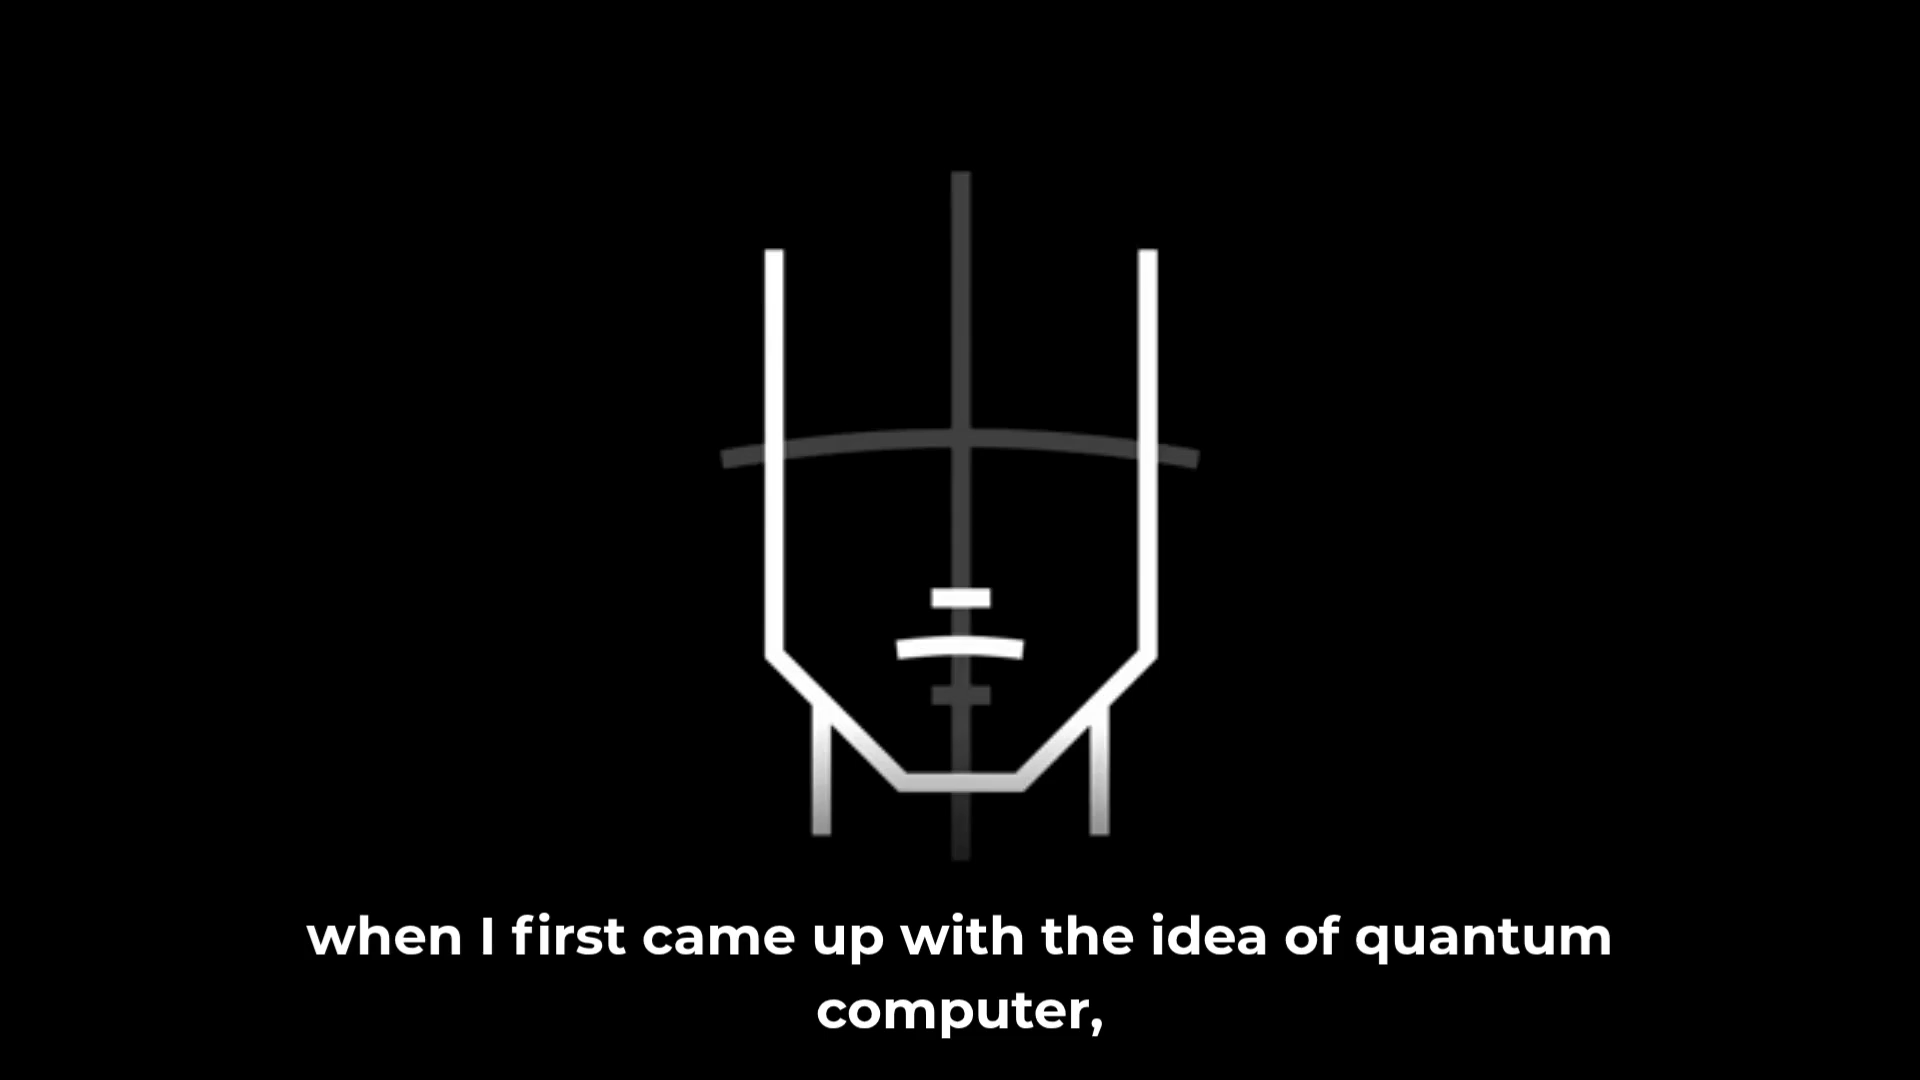 when I first came up with the idea of quantum
computer,